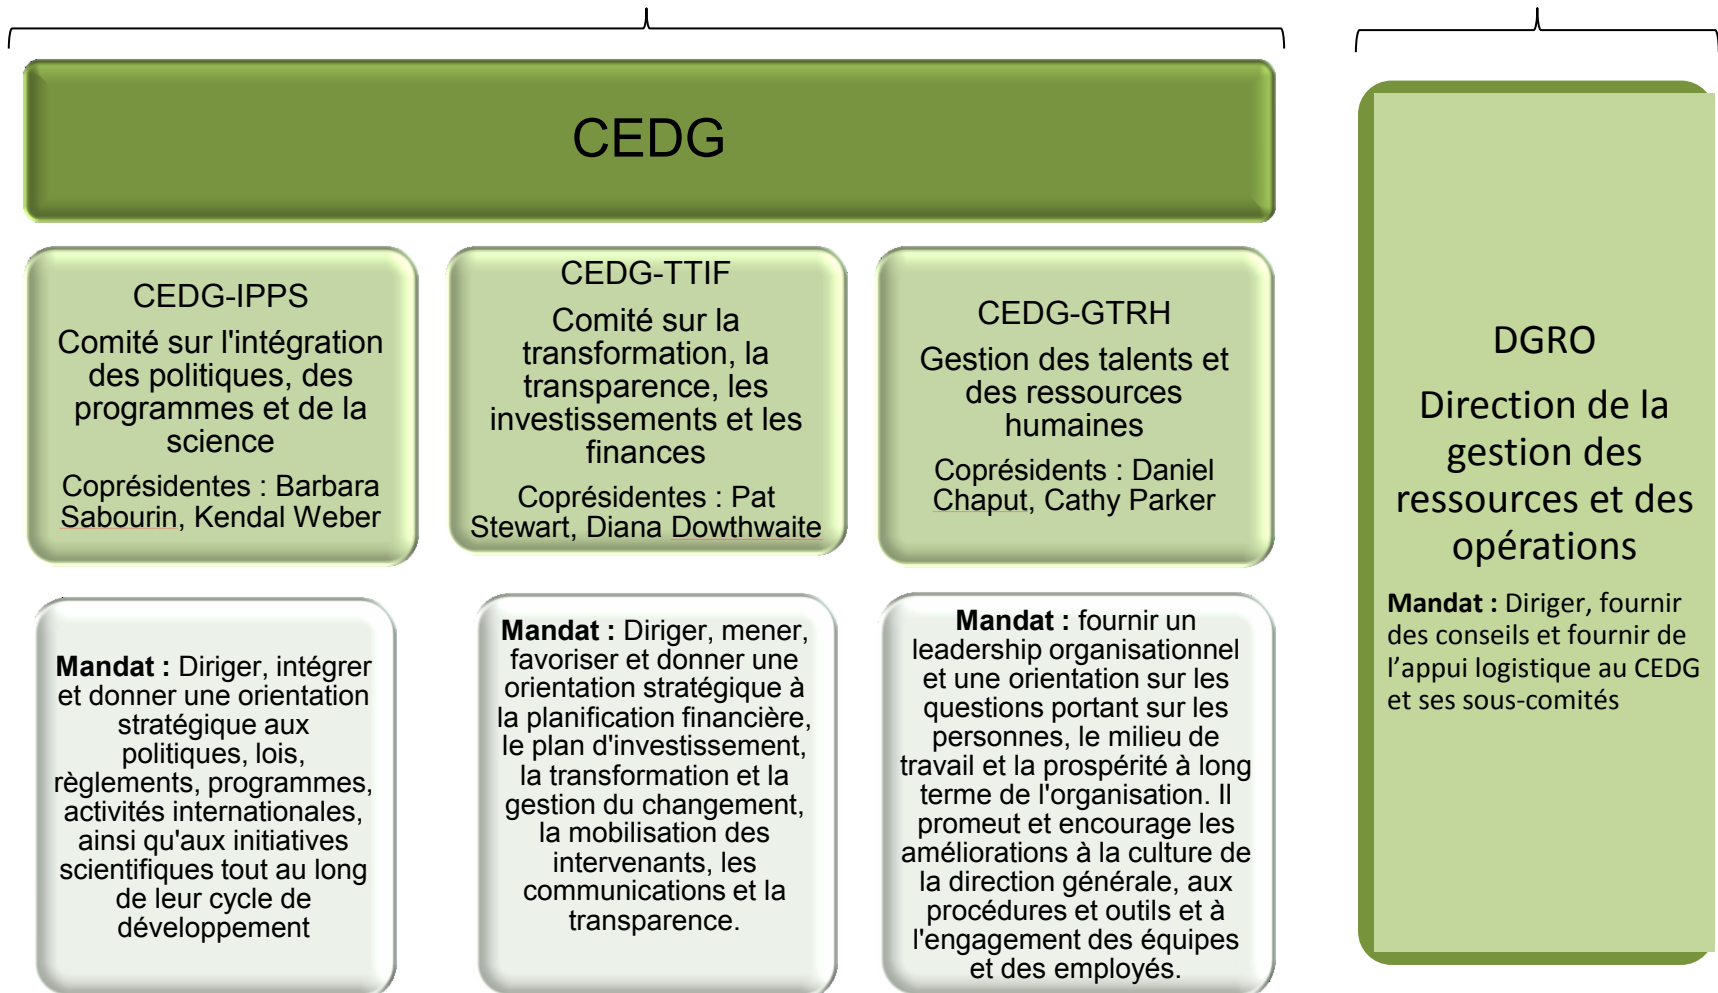 CEDG
CEDG-IPPS
Comité sur l'intégration
des politiques, des
programmes et de la
science
Coprésidentes : Barbara
Sabourin, Kendal Weber
CEDG-TTIF
Comité sur la
transformation, la
transparence, les
investissements et les
finances
Coprésidentes : Pat
Stewart, Diana Dowthwaite
CEDG-GTRH
Gestion des talents et
des ressources
humaines
Coprésidents : Daniel
Chaput, Cathy Parker
Mandat : Diriger, intégrer
et donner une orientation
stratégique aux
politiques, lois,
règlements, programmes,
activités internationales,
ainsi qu'aux initiatives
scientifiques tout au long
de leur cycle de
développement
Mandat : Diriger, mener,
favoriser et donner une
orientation stratégique à
la planification financière,
le plan d'investissement,
la transformation et la
gestion du changement,
la mobilisation des
intervenants, les
communications et la
transparence.
Mandat : fournir un
leadership organisationnel
et une orientation sur les
questions portant sur les
personnes, le milieu de
travail et la prospérité à long
terme de l'organisation. Il
promeut et encourage les
améliorations à la culture de
la direction générale, aux
procédures et outils et à
l'engagement des équipes
et des employés.
DGRO
Direction de la
gestion des
ressources et des
opérations
Mandat : Diriger, fournir
des conseils et fournir de
l’appui logistique au CEDG
et ses sous-comités